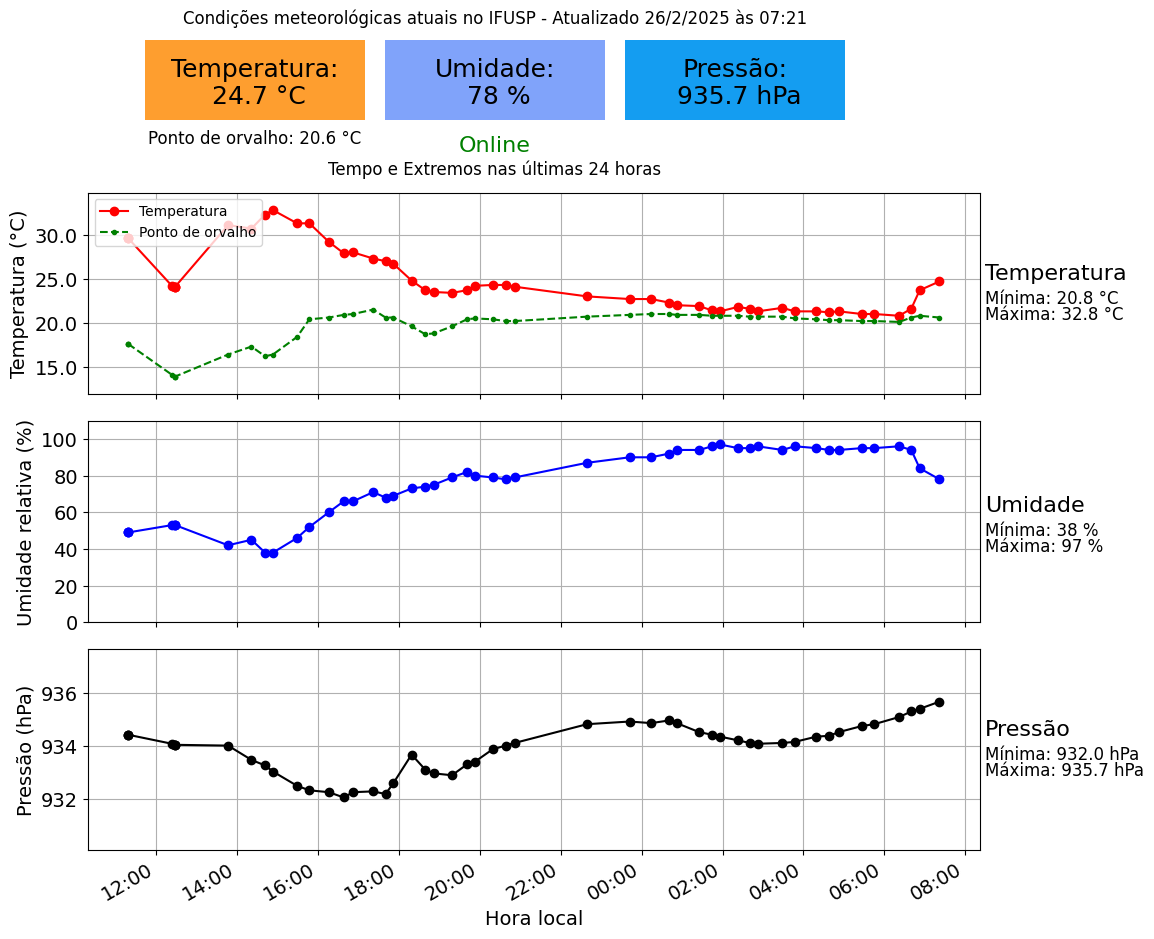 Condições meteorológicas atuais no IFUSP - Atualizado 26/2/2025 às 07:21
Temperatura:
24.7 °C
Umidade:
78 %
Pressão:
935.7 hPa
Ponto de orvalho: 20.6 °C
Online
Tempo e Extremos nas últimas 24 horas
Temperatura (°C)
30.0
25.0
20.0
15.0
Temperatura
Ponto de orvalho
Temperatura
Mínima: 20.8 °C
Máxima: 32.8 °C
Umidade relativa (%)
100
80
60
40
20
0
Umidade
Mínima: 38 %
Máxima: 97 %
Pressão (hPa)
936
934
932
Pressão
Mínima: 932.0 hPa
Máxima: 935.7 hPa
12:00
14:00
16:00
18:00
20:00
22:00
00:00
02:00
04:00
06:00
08:00
Hora local